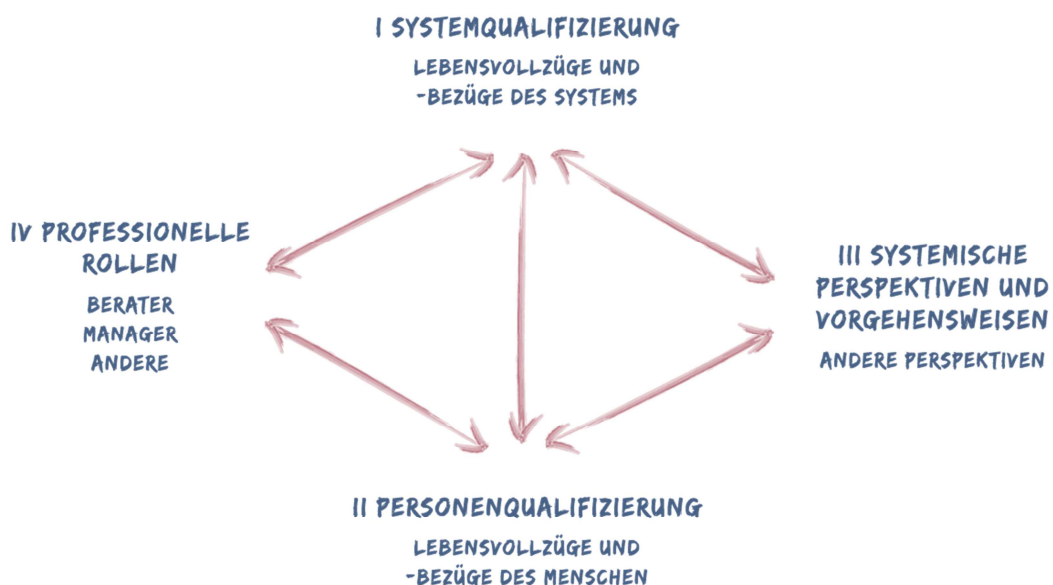 I SYSTEMQUALIFIZIERUNG
LEBENSVOLLZÜGE UND
-BEZÜGE DES SYSTEMS
IV PROFESSIONELLE
ROLLEN
BERATER
MANAGER
ANDERE
III SYSTEMISCHE
PERSPEKTIVEN UND
VORGEHENSWEISEN
ANDERE PERSPEKTIVEN
II PERSONENQUALIFIZIERUNG
LEBENSVOLLZÜGE UND
-BEZÜGE DES MENSCHEN